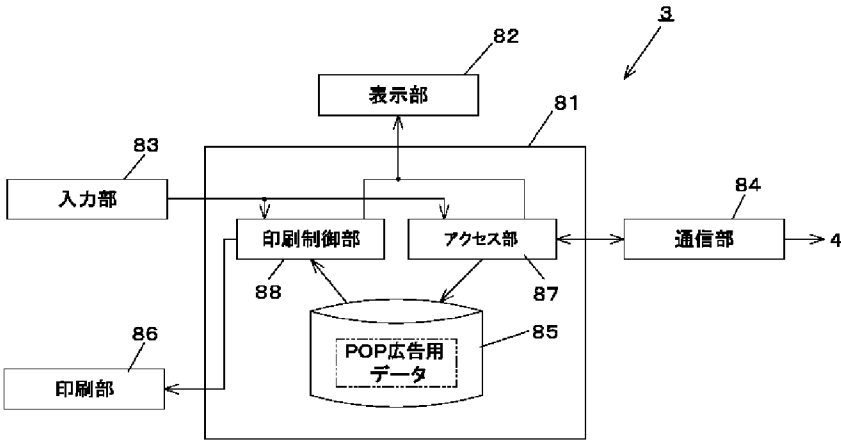 3
82
表示部
81
83
入力部
84
印刷制御部
アクセス部
通信部
4
88
87
85
POP広告用
データ
86
印刷部